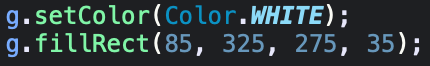 g.setColor(Color.WHITE);
g.fillRect(85, 325, 275, 35);